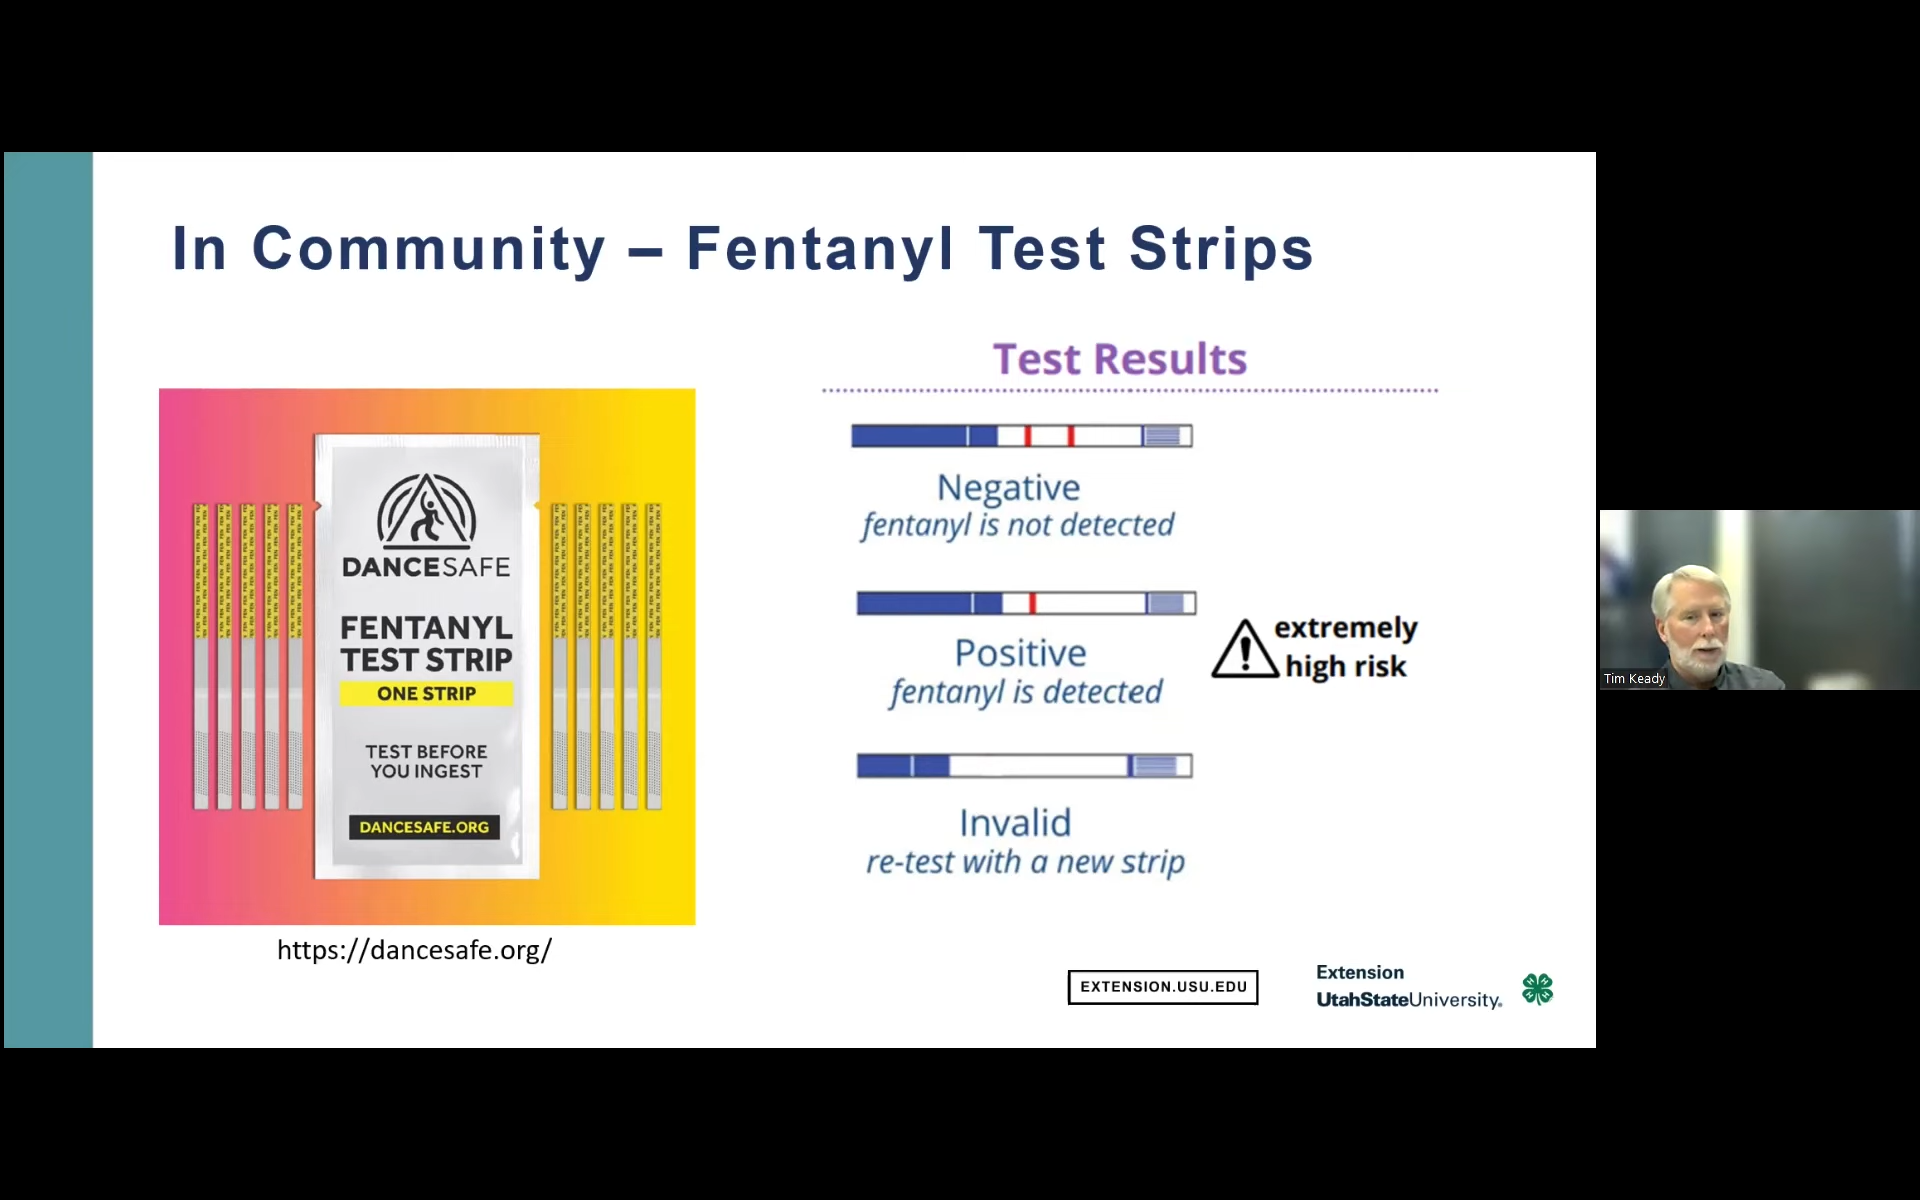 In Community – Fentanyl Test Strips
DANCESAFE
FENTANYL
TEST STRIP
ONE STRIP
TEST BEFORE
YOU INGEST
DANCESAFE.ORG
https://dancesafe.org/
Test Results
Negative
fentanyl is not detected
Positive
fentanyl is detected
extremely
high risk
Invalid
re-test with a new strip
EXTENSION.USU.EDU
Extension
UtahStateUniversity®
Tim Keady